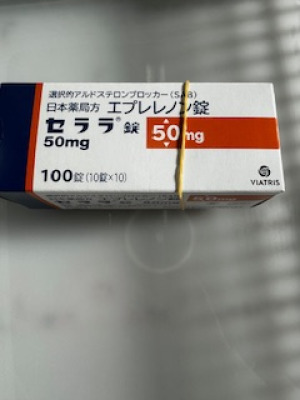 選択的アルドステロンブロッカー(SAB)
日本薬局方 エプレレノン錠
セララ®錠 50mg
50mg
100錠(10錠×10)
VIATRIS